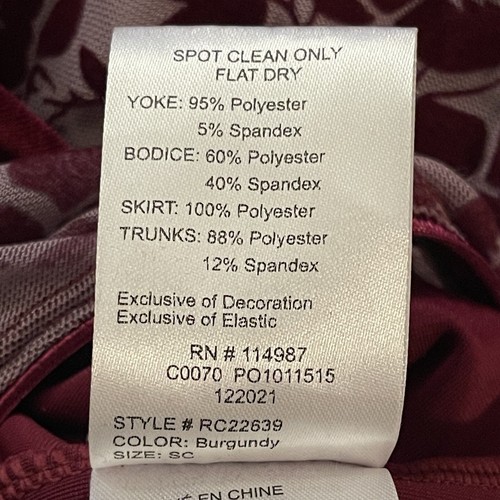 SPOT CLEAN ONLY
FLAT DRY
YOKE: 95% Polyester
5% Spandex
BODICE: 60% Polyester
40% Spandex
SKIRT: 100% Polyester
TRUNKS: 88% Polyester
12% Spandex
Exclusive of Decoration
Exclusive of Elastic
RN # 114987
C0070 PO1011515
122021
STYLE # RC22639
COLOR: Burgundy
SIZE: SC
EN CHINE